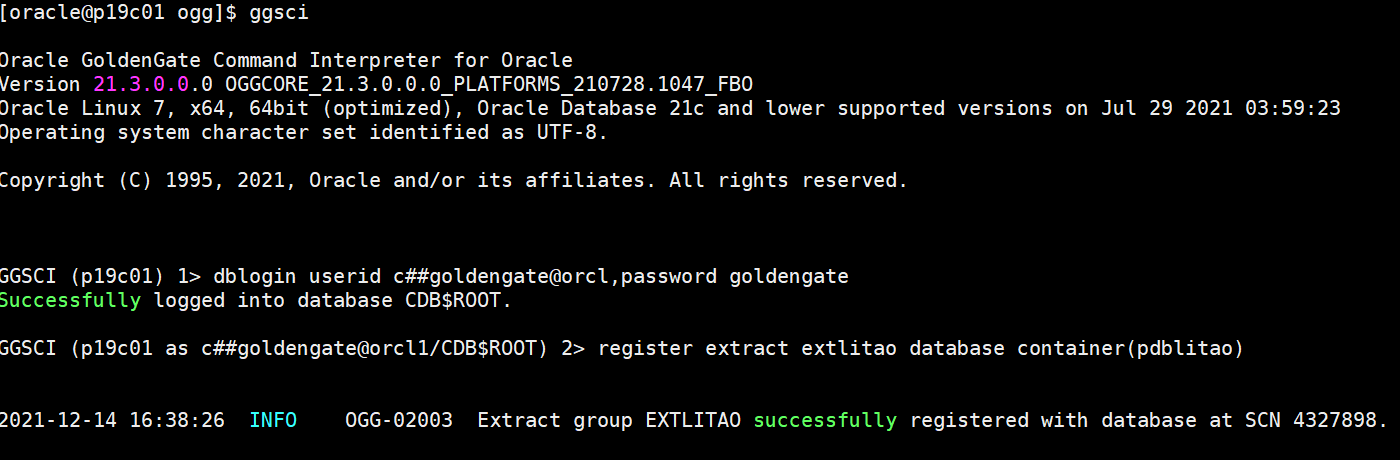 [oracle@p19c01 ogg]$ ggsci
Oracle GoldenGate Command Interpreter for Oracle
Version 21.3.0.0.0 OGGCORE_21.3.0.0.0_PLATFORMS_210728.1047_FBO
Oracle Linux 7, x64, 64bit (optimized), Oracle Database 21c and lower supported versions on Jul 29 2021 03:59:23
Operating system character set identified as UTF-8.
Copyright (C) 1995, 2021, Oracle and/or its affiliates. All rights reserved.
GGSCI (p19c01) 1> dblogin userid c##goldengate@orcl,password goldengate
Successfully logged into database CDB$ROOT.
GGSCI (p19c01 as c##goldengate@orcl1/CDB$ROOT) 2> register extract extlitao database container(pdblitao)
2021-12-14 16:38:26  INFO    OGG-02003  Extract group EXTLITAO successfully registered with database at SCN 4327898.